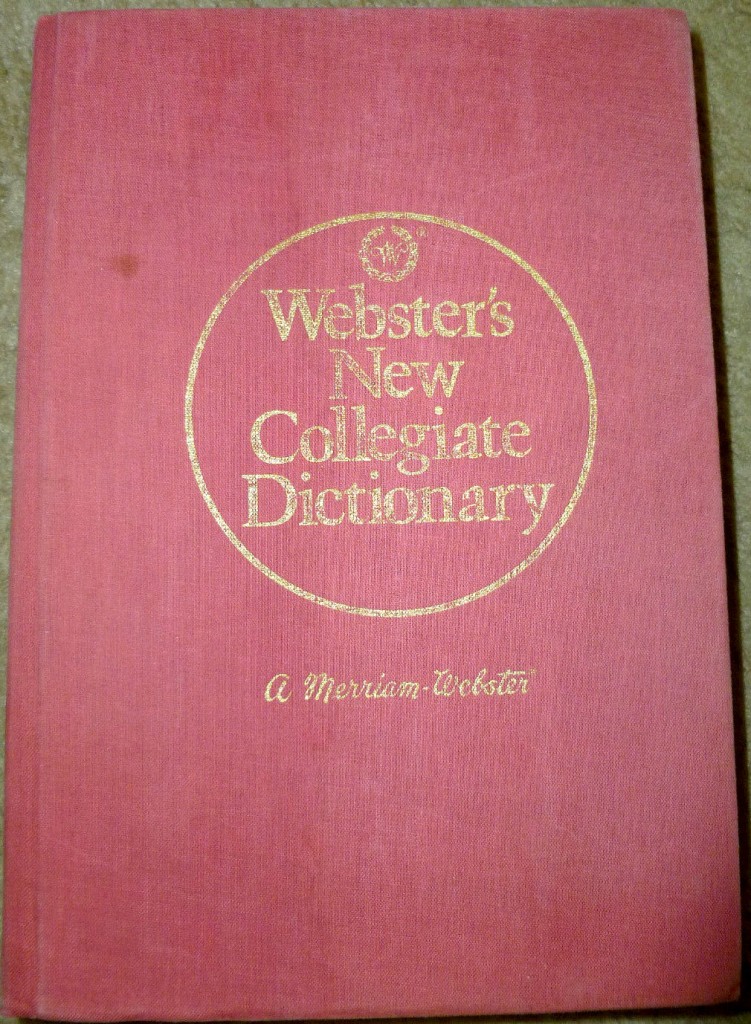 W®
Webster's
New
Collegiate
Dictionary
A Merriam-Webster®